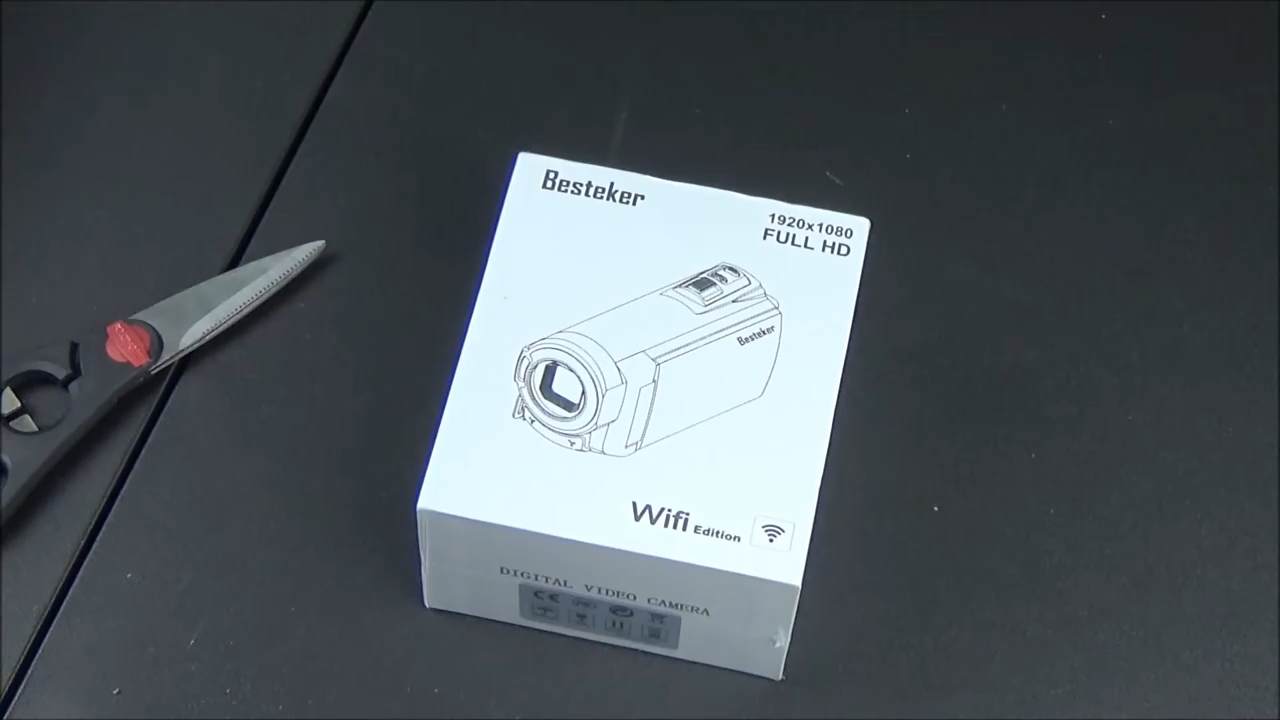 Besteker
1920x1080
FULL HD
Besteker
Wifi Edition
DIGITAL VIDEO CAMERA
CE